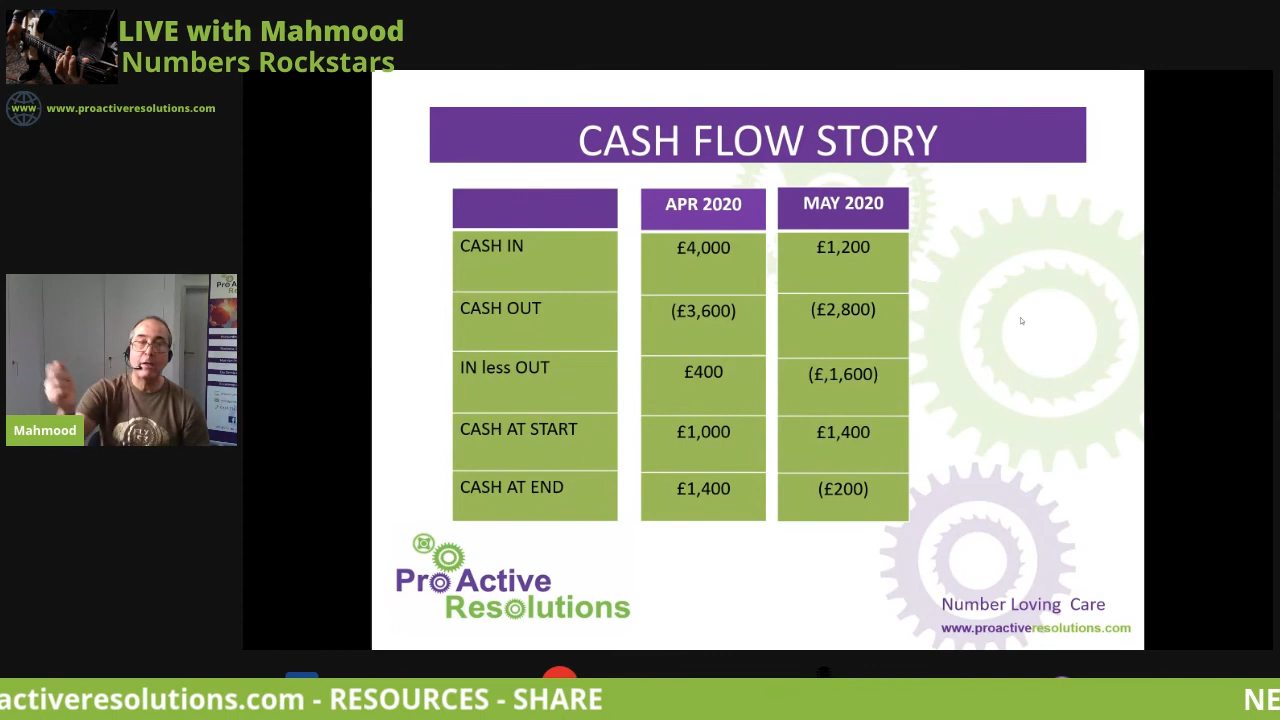 LIVE with Mahmood
Numbers Rockstars
www
www.proactiveresolutions.com
CASH FLOW STORY
APR 2020 MAY 2020
CASH IN £4,000 £1,200
CASH OUT (£3,600) (£2,800)
IN less OUT £400 (£,1,600)
CASH AT START £1,000 £1,400
CASH AT END £1,400 (£200)
Mahmood
ProActive
Resolutions
Number Loving Care
www.proactiveresolutions.com
activeresolutions.com - RESOURCES - SHARE NE